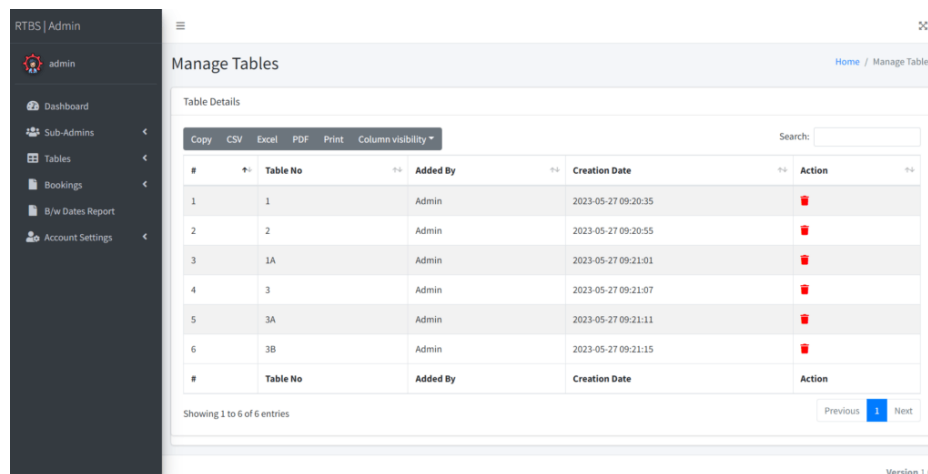 RTBS | Admin
admin
Dashboard
Sub-Admins
Tables
Bookings
B/w Dates Report
Account Settings
Manage Tables
Home / Manage Table
Table Details
Copy CSV Excel PDF Print Column visibility
Search:
# Table No Added By Creation Date Action
1 1 Admin 2023-05-27 09:20:35
2 2 Admin 2023-05-27 09:20:55
3 1A Admin 2023-05-27 09:21:01
4 3 Admin 2023-05-27 09:21:07
5 3A Admin 2023-05-27 09:21:11
6 3B Admin 2023-05-27 09:21:15
# Table No Added By Creation Date Action
Showing 1 to 6 of 6 entries
Previous 1 Next
Version